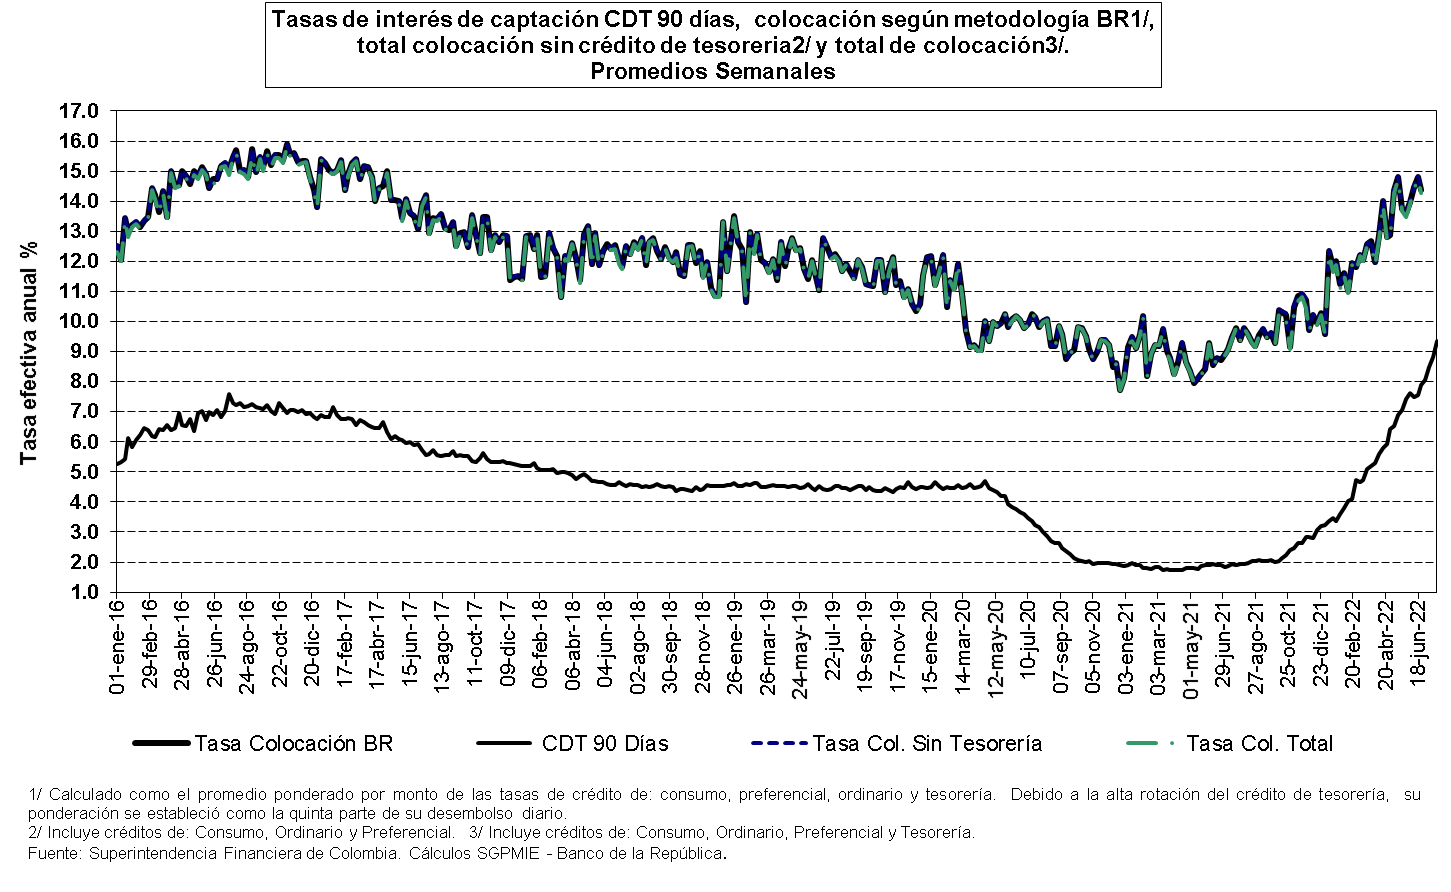 Tasas de interés de captación CDT 90 días, colocación según metodología BR1/,
total colocación sin crédito de tesoreria2/ y total de colocación3/.
Promedios Semanales
Tasa efectiva anual %
17.0
16.0
15.0
14.0
13.0
12.0
11.0
10.0
9.0
8.0
7.0
6.0
5.0
4.0
3.0
2.0
1.0
01-ene-16
29-feb-16
28-abr-16
26-jun-16
24-ago-16
22-oct-16
20-dic-16
17-feb-17
17-abr-17
15-jun-17
13-ago-17
11-oct-17
09-dic-17
06-feb-18
06-abr-18
04-jun-18
02-ago-18
30-sep-18
28-nov-18
26-ene-19
26-mar-19
24-may-19
22-jul-19
19-sep-19
17-nov-19
15-ene-20
14-mar-20
12-may-20
10-jul-20
07-sep-20
05-nov-20
03-ene-21
03-mar-21
01-may-21
29-jun-21
27-ago-21
25-oct-21
23-dic-21
20-feb-22
20-abr-22
18-jun-22
Tasa Colocación BR
CDT 90 Días
Tasa Col. Sin Tesorería
Tasa Col. Total
1/ Calculado como el promedio ponderado por monto de las tasas de crédito de: consumo, preferencial, ordinario y tesorería. Debido a la alta rotación del crédito de tesorería, su
ponderación se estableció como la quinta parte de su desembolso diario.
2/ Incluye créditos de: Consumo, Ordinario y Preferencial. 3/ Incluye créditos de: Consumo, Ordinario, Preferencial y Tesorería.
Fuente: Superintendencia Financiera de Colombia. Cálculos SGPMIE - Banco de la República.